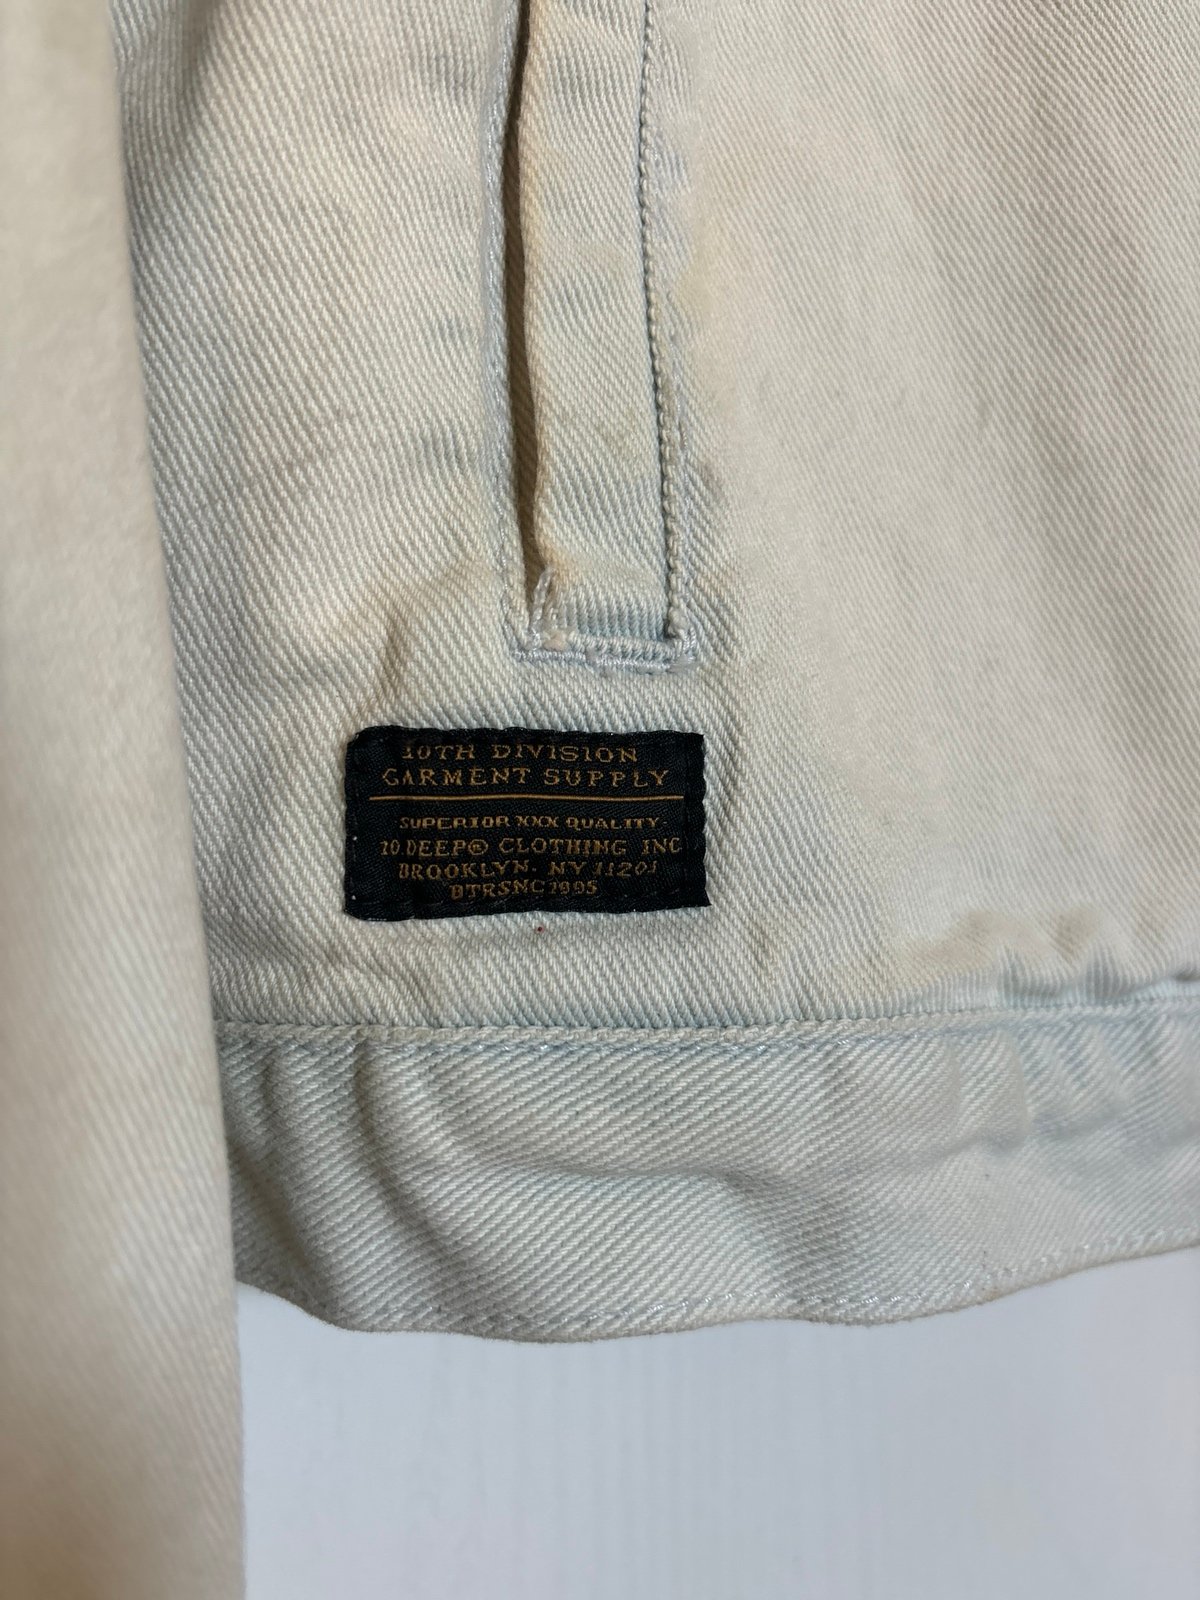 10TH DIVISION
GARMENT SUPPLY
SUPERIOR XXX QUALITY.
10 DEEP® CLOTHING INC
BROOKLYN. NY 11201
BTRSNC 1995